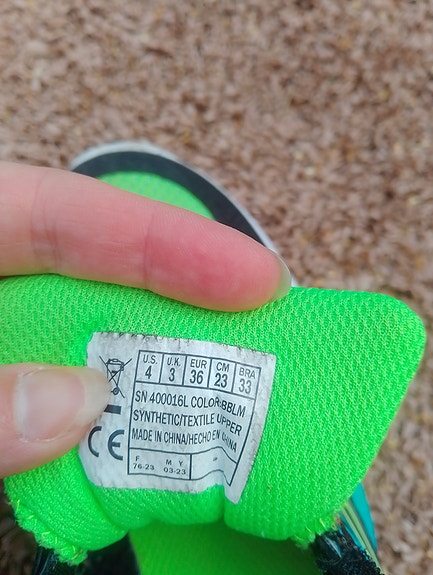 U.S. U.K. EUR CM BRA
4 3 36 23 33
SN 400016L COLOR:BBLM
SYNTHETIC/TEXTILE UPPER
MADE IN CHINA/HECHO EN CHINA
F M Y
76-23 03-23
CE